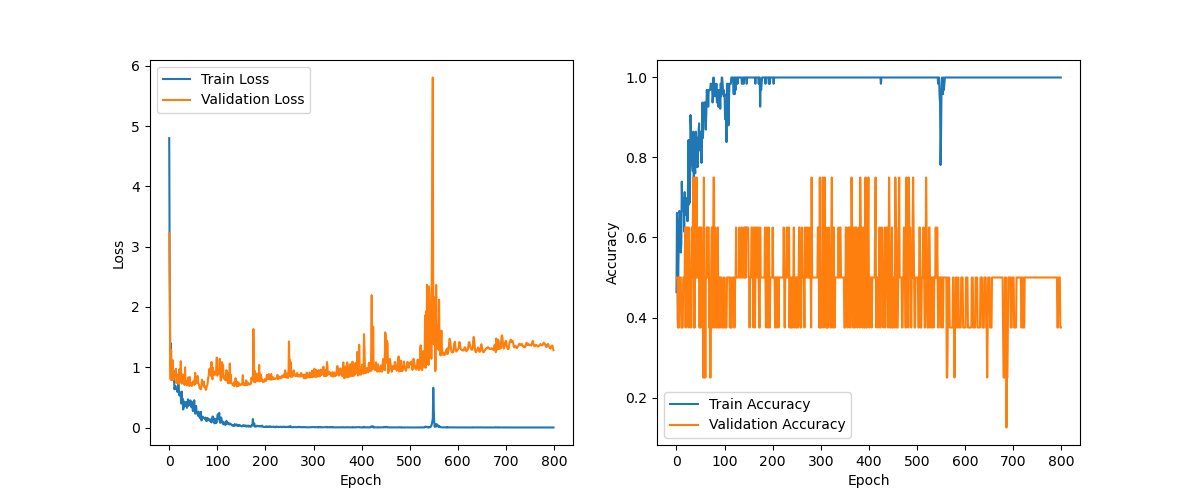 6
5
4
3
2
1
0
Loss
0 100 200 300 400 500 600 700 800
Epoch
Train Loss
Validation Loss
1.0
0.8
0.6
0.4
0.2
Accuracy
0 100 200 300 400 500 600 700 800
Epoch
Train Accuracy
Validation Accuracy